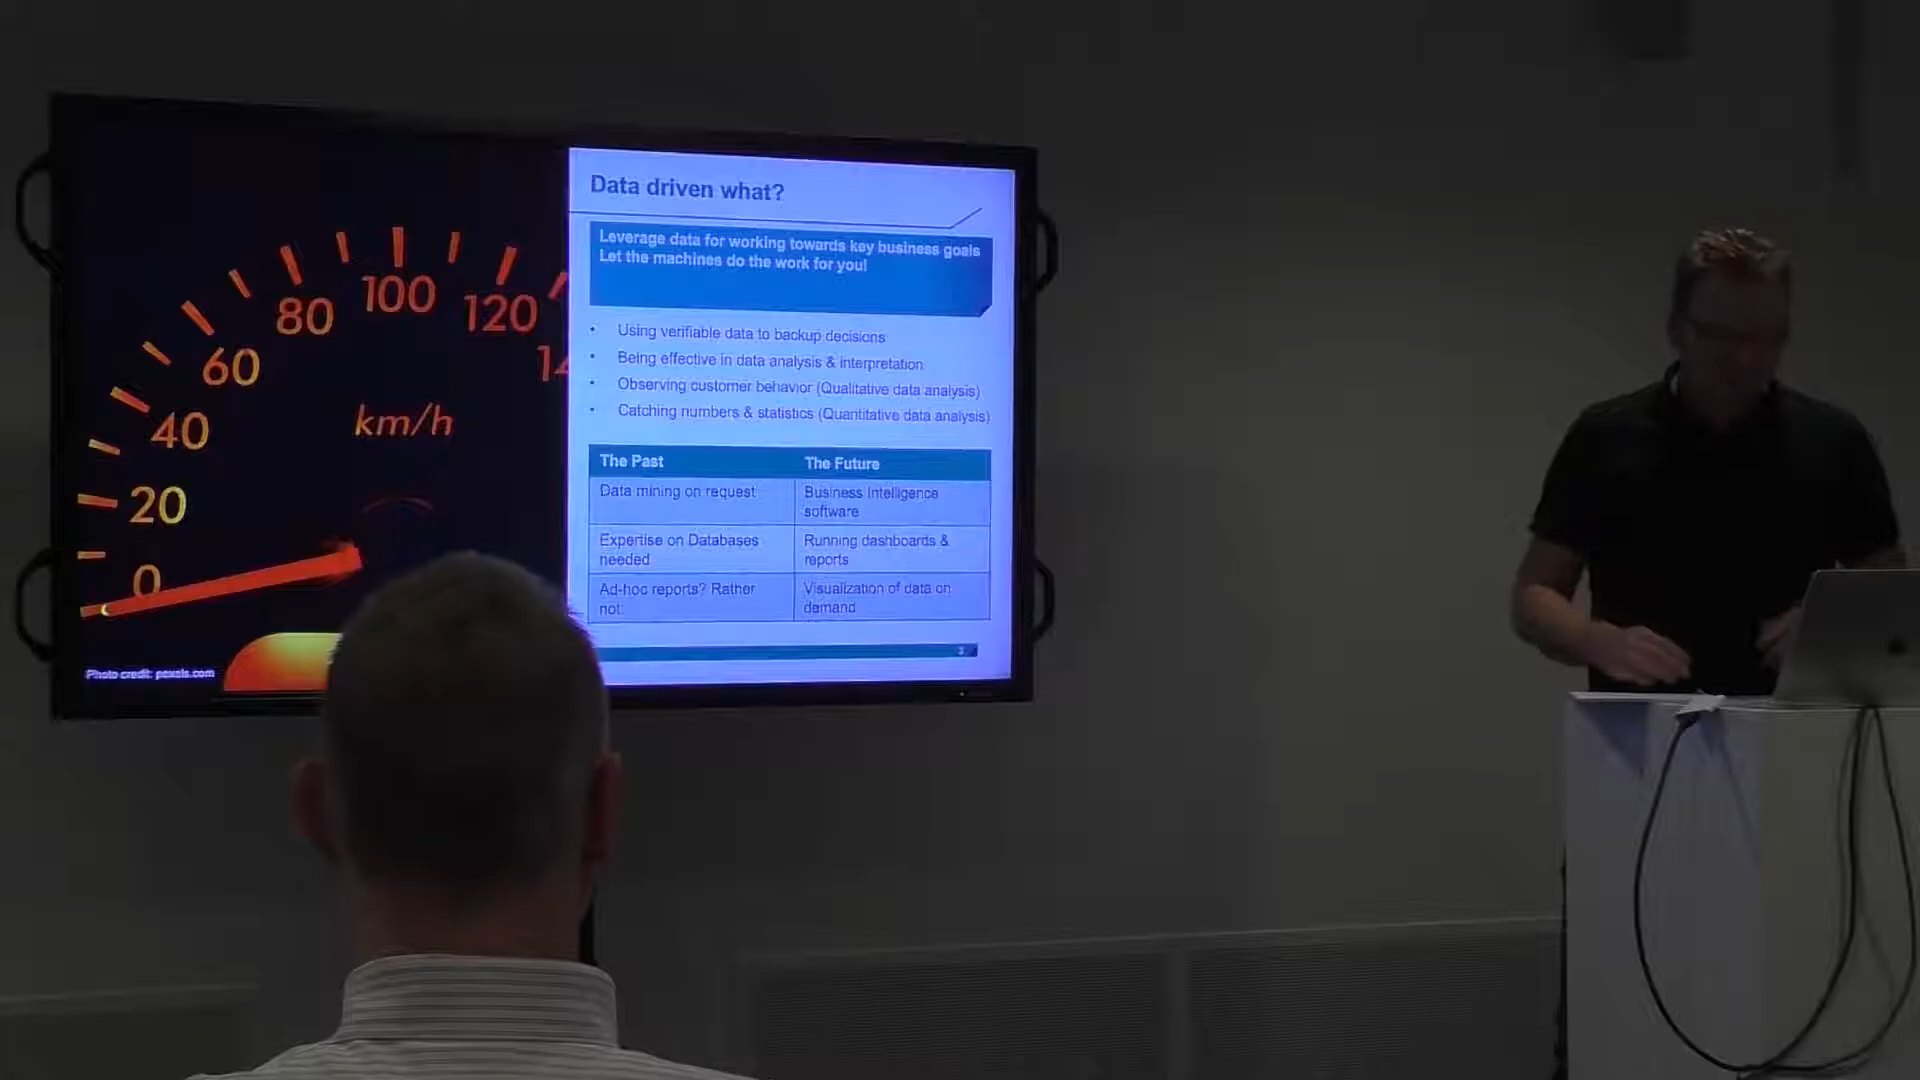 0
20
40
60
80
100
120
14
km/h
Photo credit: pexels.com
Data driven what?
Leverage data for working towards key business goals
Let the machines do the work for you!
• Using verifiable data to backup decisions
• Being effective in data analysis & interpretation
• Observing customer behavior (Qualitative data analysis)
• Catching numbers & statistics (Quantitative data analysis)
The Past
The Future
Data mining on request
Business Intelligence
software
Expertise on Databases
needed
Running dashboards &
reports
Ad-hoc reports? Rather
not.
Visualization of data on
demand
3